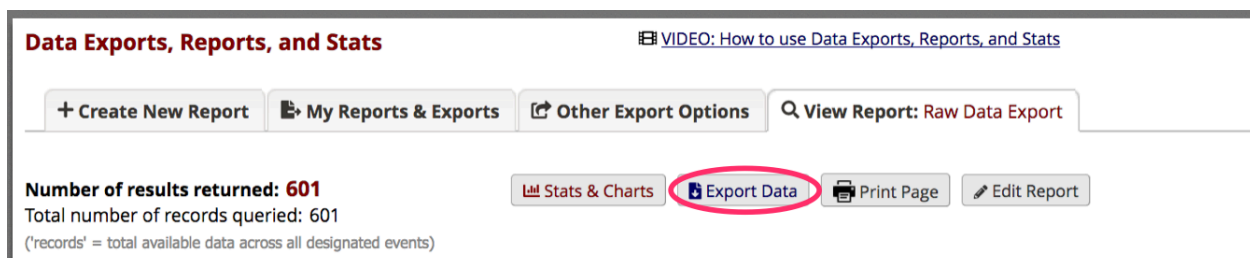 Data Exports, Reports, and Stats
VIDEO: How to use Data Exports, Reports, and Stats
+ Create New Report
My Reports & Exports
Other Export Options
View Report: Raw Data Export
Number of results returned: 601
Stats & Charts
Export Data
Print Page
Edit Report
Total number of records queried: 601
('records' = total available data across all designated events)